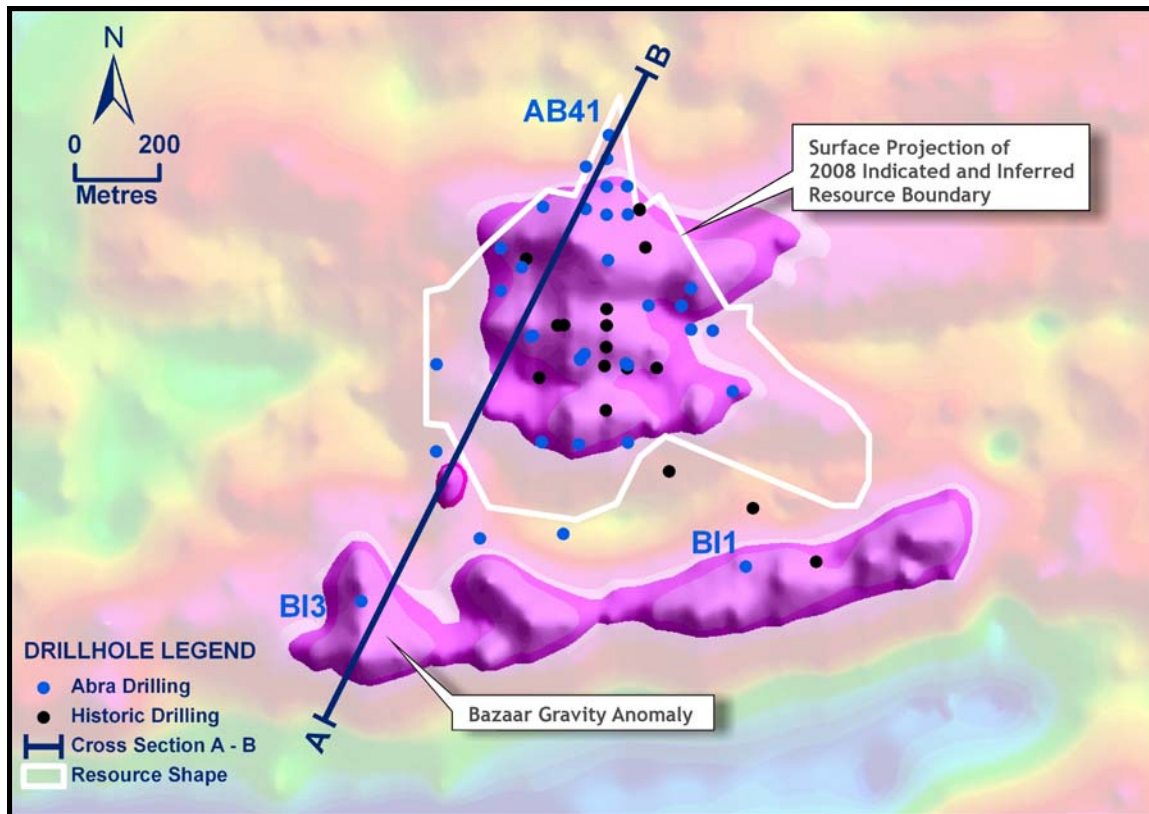 N
0 200
Metres
B
AB41
Surface Projection of
2008 Indicated and Inferred
Resource Boundary
BI1
BI3
A
Bazaar Gravity Anomaly
DRILLHOLE LEGEND
Abra Drilling
Historic Drilling
Cross Section A - B
Resource Shape